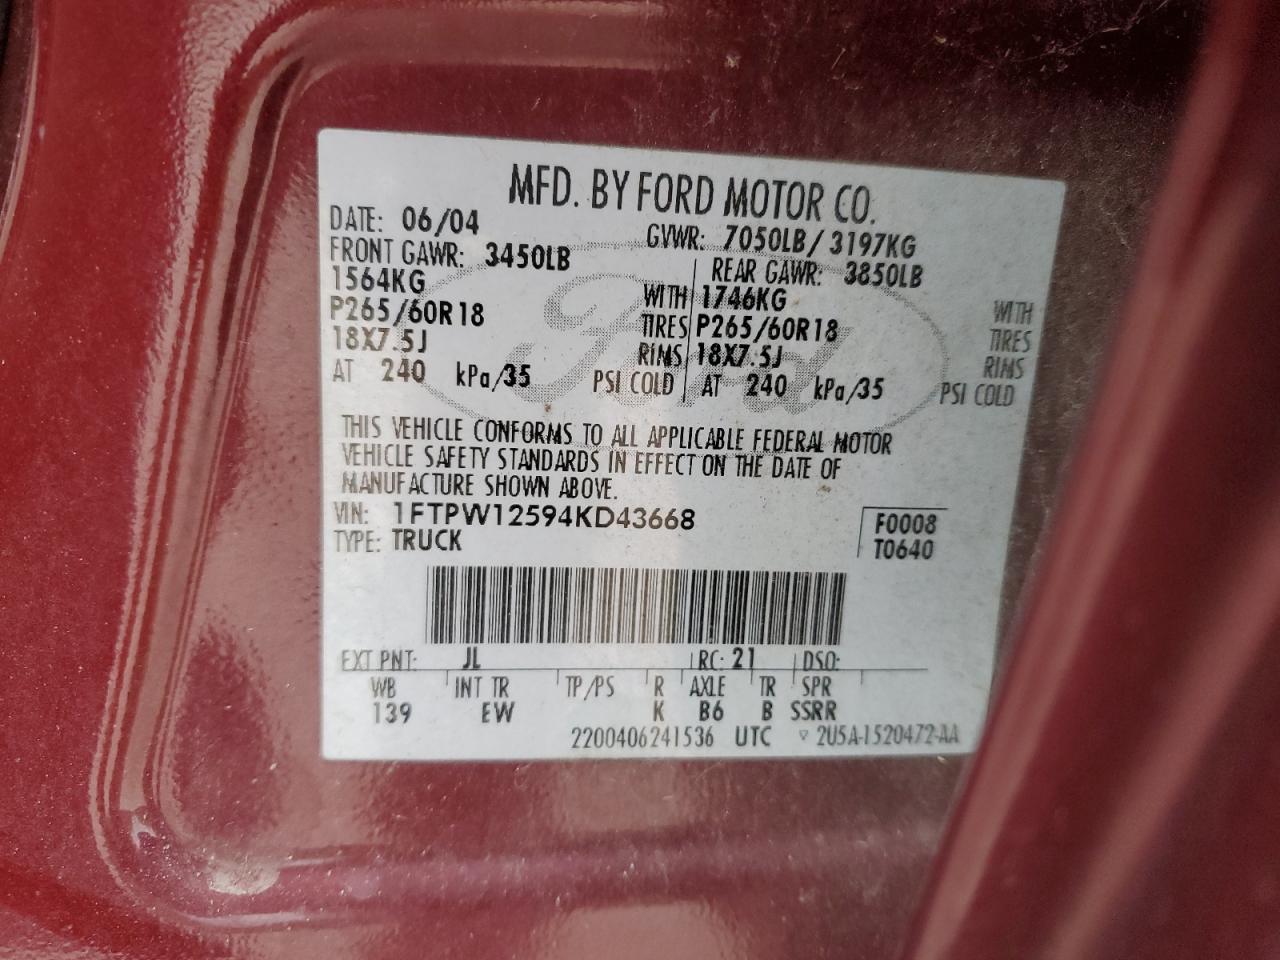 MFD. BY FORD MOTOR CO.
DATE: 06/04 GVWR: 7050LB / 3197KG
FRONT GAWR: 3450LB REAR GAWR: 3850LB
1564KG WITH 1746KG WITH
P265/60R18 TIRES P265/60R18 TIRES
18X7.5J RIMS 18X7.5J RIMS
AT 240 kPa/35 PSI COLD AT 240 kPa/35 PSI COLD
Ford
THIS VEHICLE CONFORMS TO ALL APPLICABLE FEDERAL MOTOR
VEHICLE SAFETY STANDARDS IN EFFECT ON THE DATE OF
MANUFACTURE SHOWN ABOVE.
VIN: 1FTPW12594KD43668 F0008
TYPE: TRUCK T0640
EXT PNT: JL RC: 21 DSO:
WB INT TR TP/PS R AXLE TR SPR
139 EW K B6 B SSRR
2200406241536 UTC ▽ 2U5A-1520472-AA